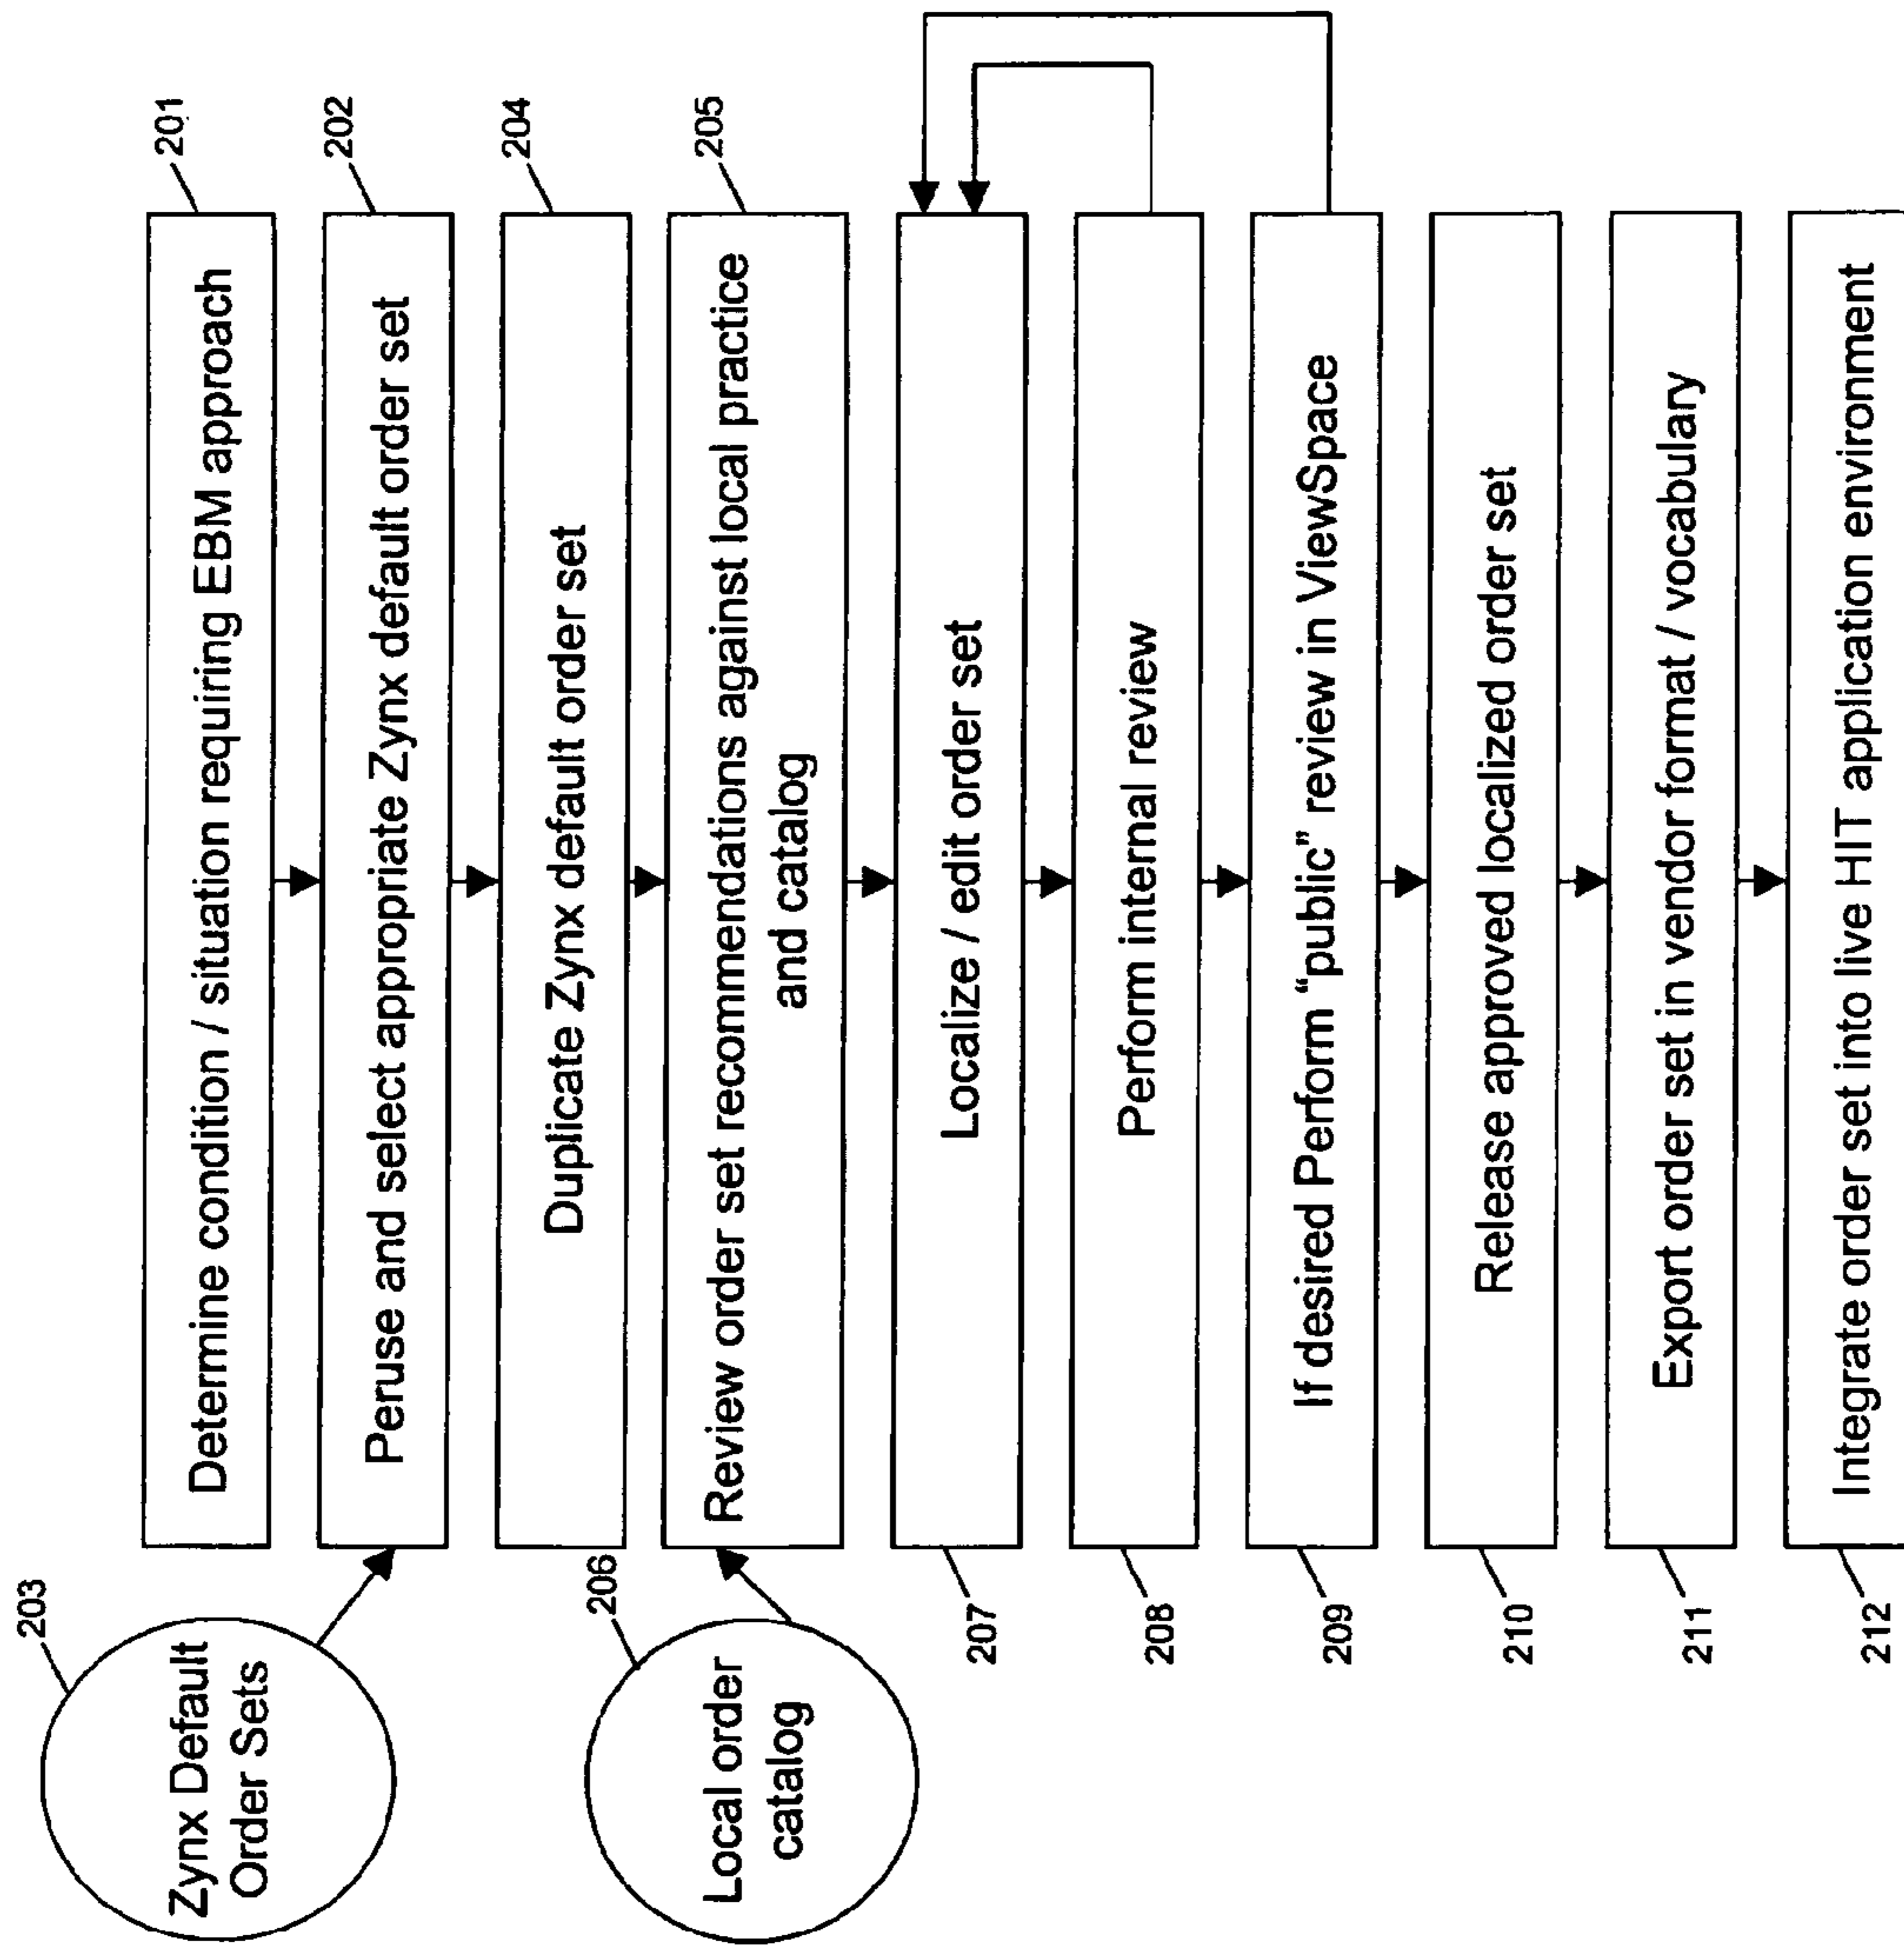 201
Determine condition / situation requiring EBM approach
203
Zynx Default
Order Sets
202
Peruse and select appropriate Zynx default order set
204
Duplicate Zynx default order set
205
206
Local order
catalog
Review order set recommendations against local practice
and catalog
207
Localize / edit order set
208
Perform internal review
209
If desired Perform “public” review in ViewSpace
210
Release approved localized order set
211
Export order set in vendor format / vocabulary
212
Integrate order set into live HIT application environment